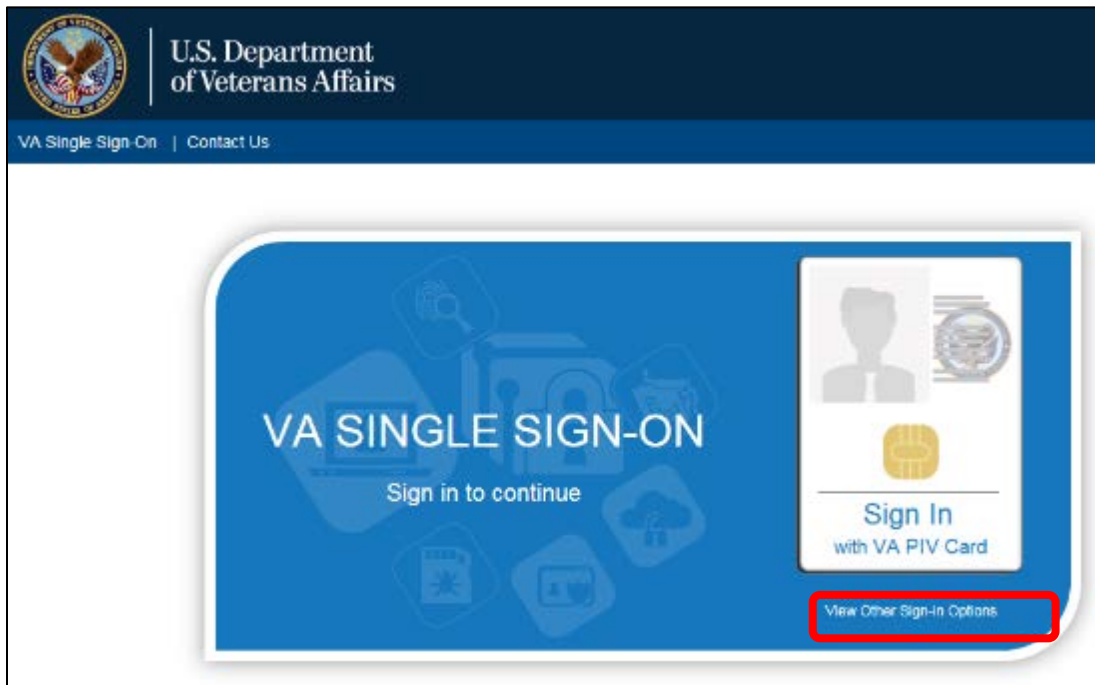 U.S. Department
of Veterans Affairs
VA Single Sign-On | Contact Us
VA SINGLE SIGN-ON
Sign in to continue
Sign In
with VA PIV Card
View Other Sign-In Options